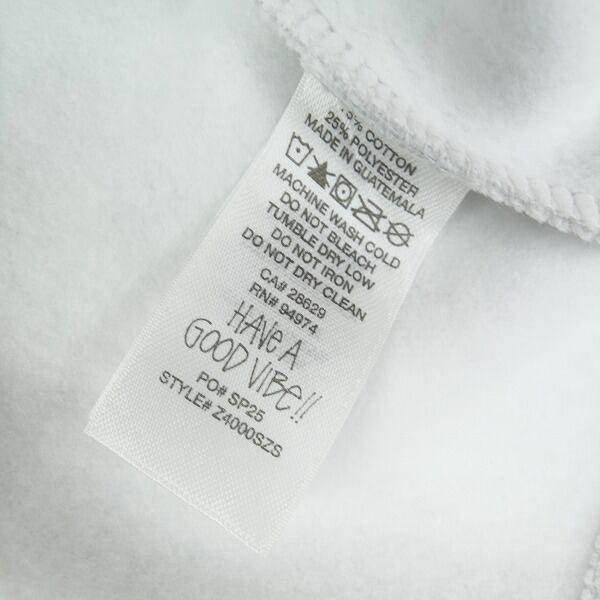 % COTTON
25% POLYESTER
MADE IN GUATEMALA
MACHINE WASH COLD
DO NOT BLEACH
TUMBLE DRY LOW
DO NOT IRON
DO NOT DRY CLEAN
CA# 28629
RN# 94974
HAVE A
GOOD VIBE!!
PO# SP25
STYLE# Z4000SZS